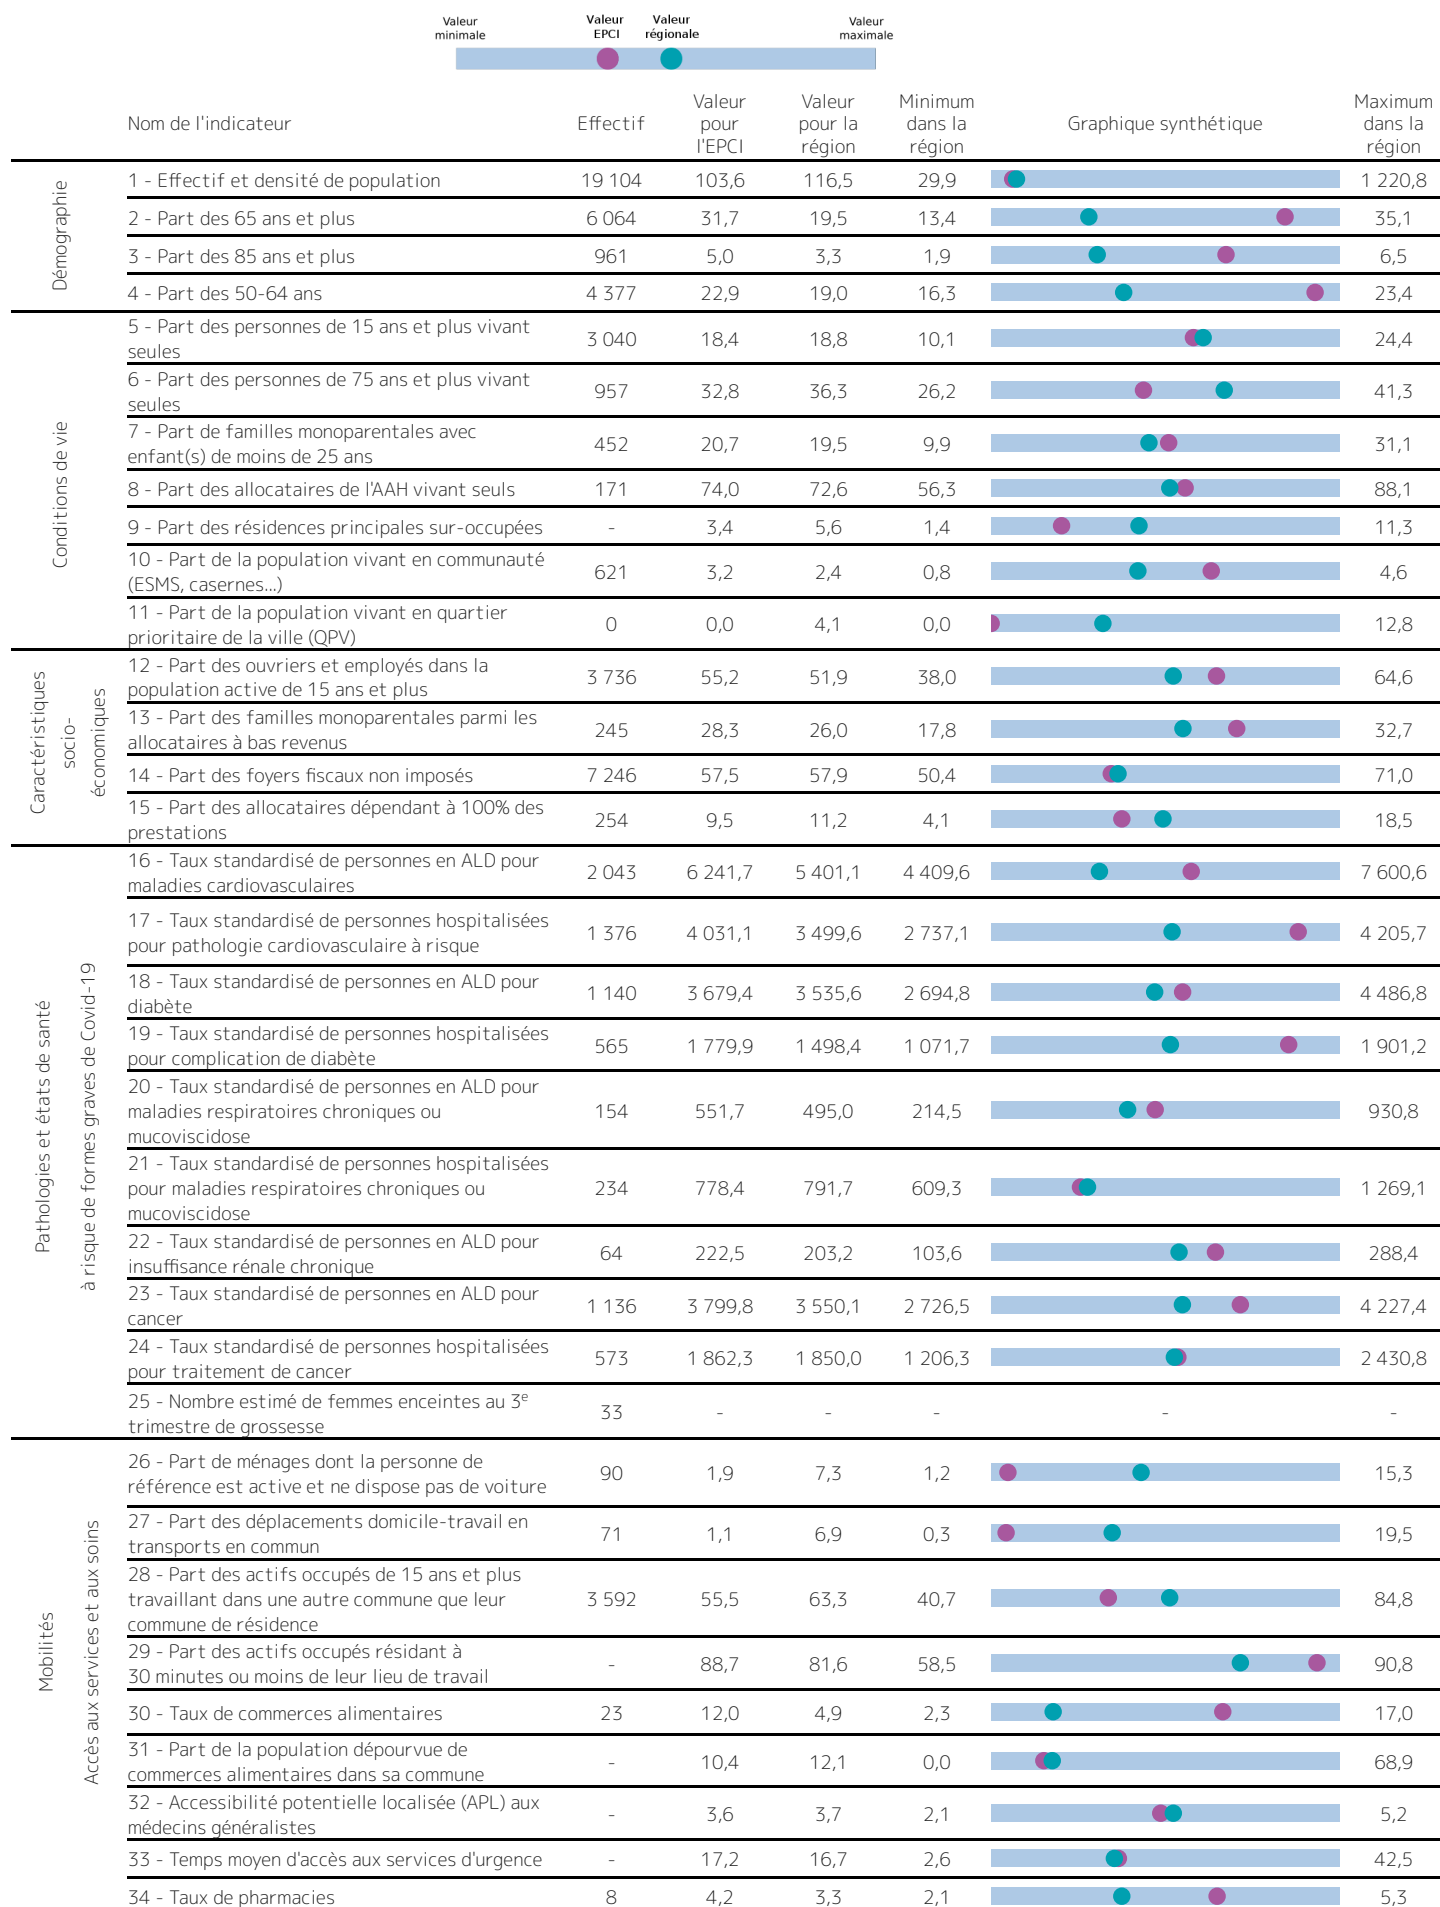 Valeur minimale
Valeur EPCI
Valeur régionale
Valeur maximale
Nom de l'indicateur
Effectif
Valeur pour l'EPCI
Valeur pour la région
Minimum dans la région
Graphique synthétique
Maximum dans la région
Démographie
1 - Effectif et densité de population 19 104 103,6 116,5 29,9 1 220,8
2 - Part des 65 ans et plus 6 064 31,7 19,5 13,4 35,1
3 - Part des 85 ans et plus 961 5,0 3,3 1,9 6,5
4 - Part des 50-64 ans 4 377 22,9 19,0 16,3 23,4
Conditions de vie
5 - Part des personnes de 15 ans et plus vivant
seules 3 040 18,4 18,8 10,1 24,4
6 - Part des personnes de 75 ans et plus vivant
seules 957 32,8 36,3 26,2 41,3
7 - Part de familles monoparentales avec
enfant(s) de moins de 25 ans 452 20,7 19,5 9,9 31,1
8 - Part des allocataires de l'AAH vivant seuls 171 74,0 72,6 56,3 88,1
9 - Part des résidences principales sur-occupées - 3,4 5,6 1,4 11,3
10 - Part de la population vivant en communauté
(ESMS, casernes...) 621 3,2 2,4 0,8 4,6
11 - Part de la population vivant en quartier
prioritaire de la ville (QPV) 0 0,0 4,1 0,0 12,8
Caractéristiques
socio-
économiques
12 - Part des ouvriers et employés dans la
population active de 15 ans et plus 3 736 55,2 51,9 38,0 64,6
13 - Part des familles monoparentales parmi les
allocataires à bas revenus 245 28,3 26,0 17,8 32,7
14 - Part des foyers fiscaux non imposés 7 246 57,5 57,9 50,4 71,0
15 - Part des allocataires dépendant à 100% des
prestations 254 9,5 11,2 4,1 18,5
Pathologies et états de santé
à risque de formes graves de Covid-19
16 - Taux standardisé de personnes en ALD pour
maladies cardiovasculaires 2 043 6 241,7 5 401,1 4 409,6 7 600,6
17 - Taux standardisé de personnes hospitalisées
pour pathologie cardiovasculaire à risque 1 376 4 031,1 3 499,6 2 737,1 4 205,7
18 - Taux standardisé de personnes en ALD pour
diabète 1 140 3 679,4 3 535,6 2 694,8 4 486,8
19 - Taux standardisé de personnes hospitalisées
pour complication de diabète 565 1 779,9 1 498,4 1 071,7 1 901,2
20 - Taux standardisé de personnes en ALD pour
maladies respiratoires chroniques ou 154 551,7 495,0 214,5 930,8
mucoviscidose
21 - Taux standardisé de personnes hospitalisées
pour maladies respiratoires chroniques ou 234 778,4 791,7 609,3 1 269,1
mucoviscidose
22 - Taux standardisé de personnes en ALD pour
insuffisance rénale chronique 64 222,5 203,2 103,6 288,4
23 - Taux standardisé de personnes en ALD pour
cancer 1 136 3 799,8 3 550,1 2 726,5 4 227,4
24 - Taux standardisé de personnes hospitalisées
pour traitement de cancer 573 1 862,3 1 850,0 1 206,3 2 430,8
25 - Nombre estimé de femmes enceintes au 3e
trimestre de grossesse 33 - - - - -
Mobilités
Accès aux services et aux soins
26 - Part de ménages dont la personne de
référence est active et ne dispose pas de voiture 90 1,9 7,3 1,2 15,3
27 - Part des déplacements domicile-travail en
transports en commun 71 1,1 6,9 0,3 19,5
28 - Part des actifs occupés de 15 ans et plus
travaillant dans une autre commune que leur 3 592 55,5 63,3 40,7 84,8
commune de résidence
29 - Part des actifs occupés résidant à
30 minutes ou moins de leur lieu de travail - 88,7 81,6 58,5 90,8
30 - Taux de commerces alimentaires 23 12,0 4,9 2,3 17,0
31 - Part de la population dépourvue de
commerces alimentaires dans sa commune - 10,4 12,1 0,0 68,9
32 - Accessibilité potentielle localisée (APL) aux
médecins généralistes - 3,6 3,7 2,1 5,2
33 - Temps moyen d'accès aux services d'urgence - 17,2 16,7 2,6 42,5
34 - Taux de pharmacies 8 4,2 3,3 2,1 5,3